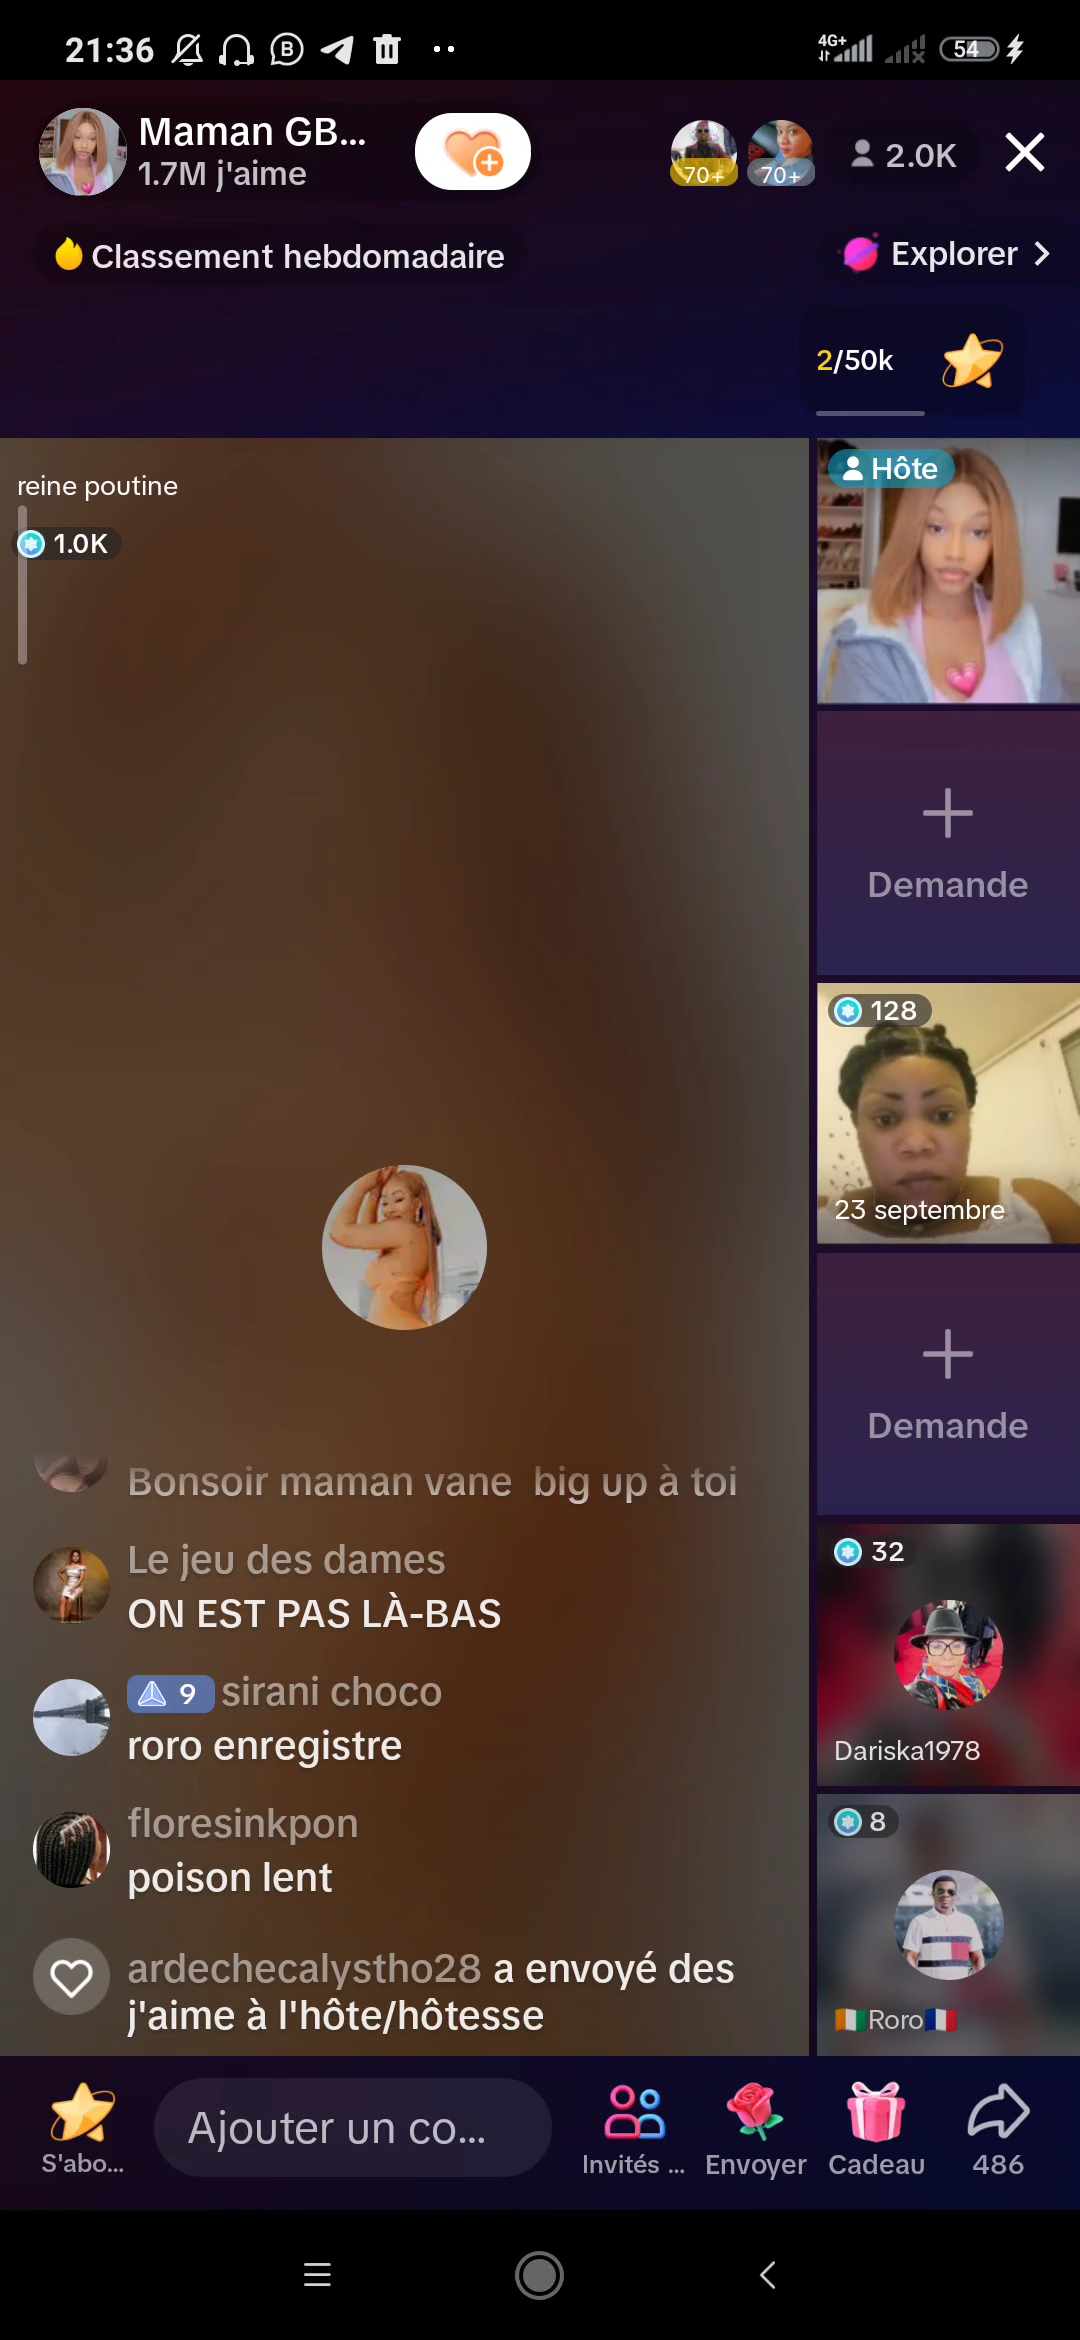 21:36
4G+
54
Maman GB...
1.7M j'aime
70+
70+
2.0K
Classement hebdomadaire
Explorer
2/50k
reine poutine
1.0K
Hôte
Demande
128
23 septembre
Demande
32
Dariska1978
8
Roro
Bonsoir maman vane big up à toi
Le jeu des dames
ON EST PAS LÀ-BAS
9 sirani choco
roro enregistre
floresinkpon
poison lent
ardechecalystho28 a envoyé des
j'aime à l'hôte/hôtesse
S'abo...
Ajouter un co...
Invités ...
Envoyer
Cadeau
486